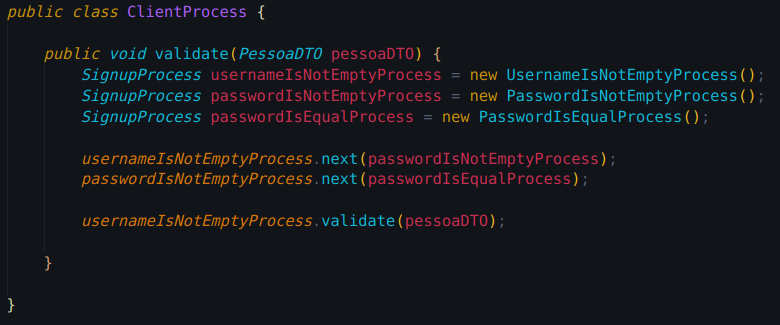 public class ClientProcess {
public void validate(PessoaDTO pessoaDTO) {
SignupProcess usernameIsNotEmptyProcess = new UsernameIsNotEmptyProcess();
SignupProcess passwordIsNotEmptyProcess = new PasswordIsNotEmptyProcess();
SignupProcess passwordIsEqualProcess = new PasswordIsEqualProcess();
usernameIsNotEmptyProcess.next(passwordIsNotEmptyProcess);
passwordIsNotEmptyProcess.next(passwordIsEqualProcess);
usernameIsNotEmptyProcess.validate(pessoaDTO);
}
}